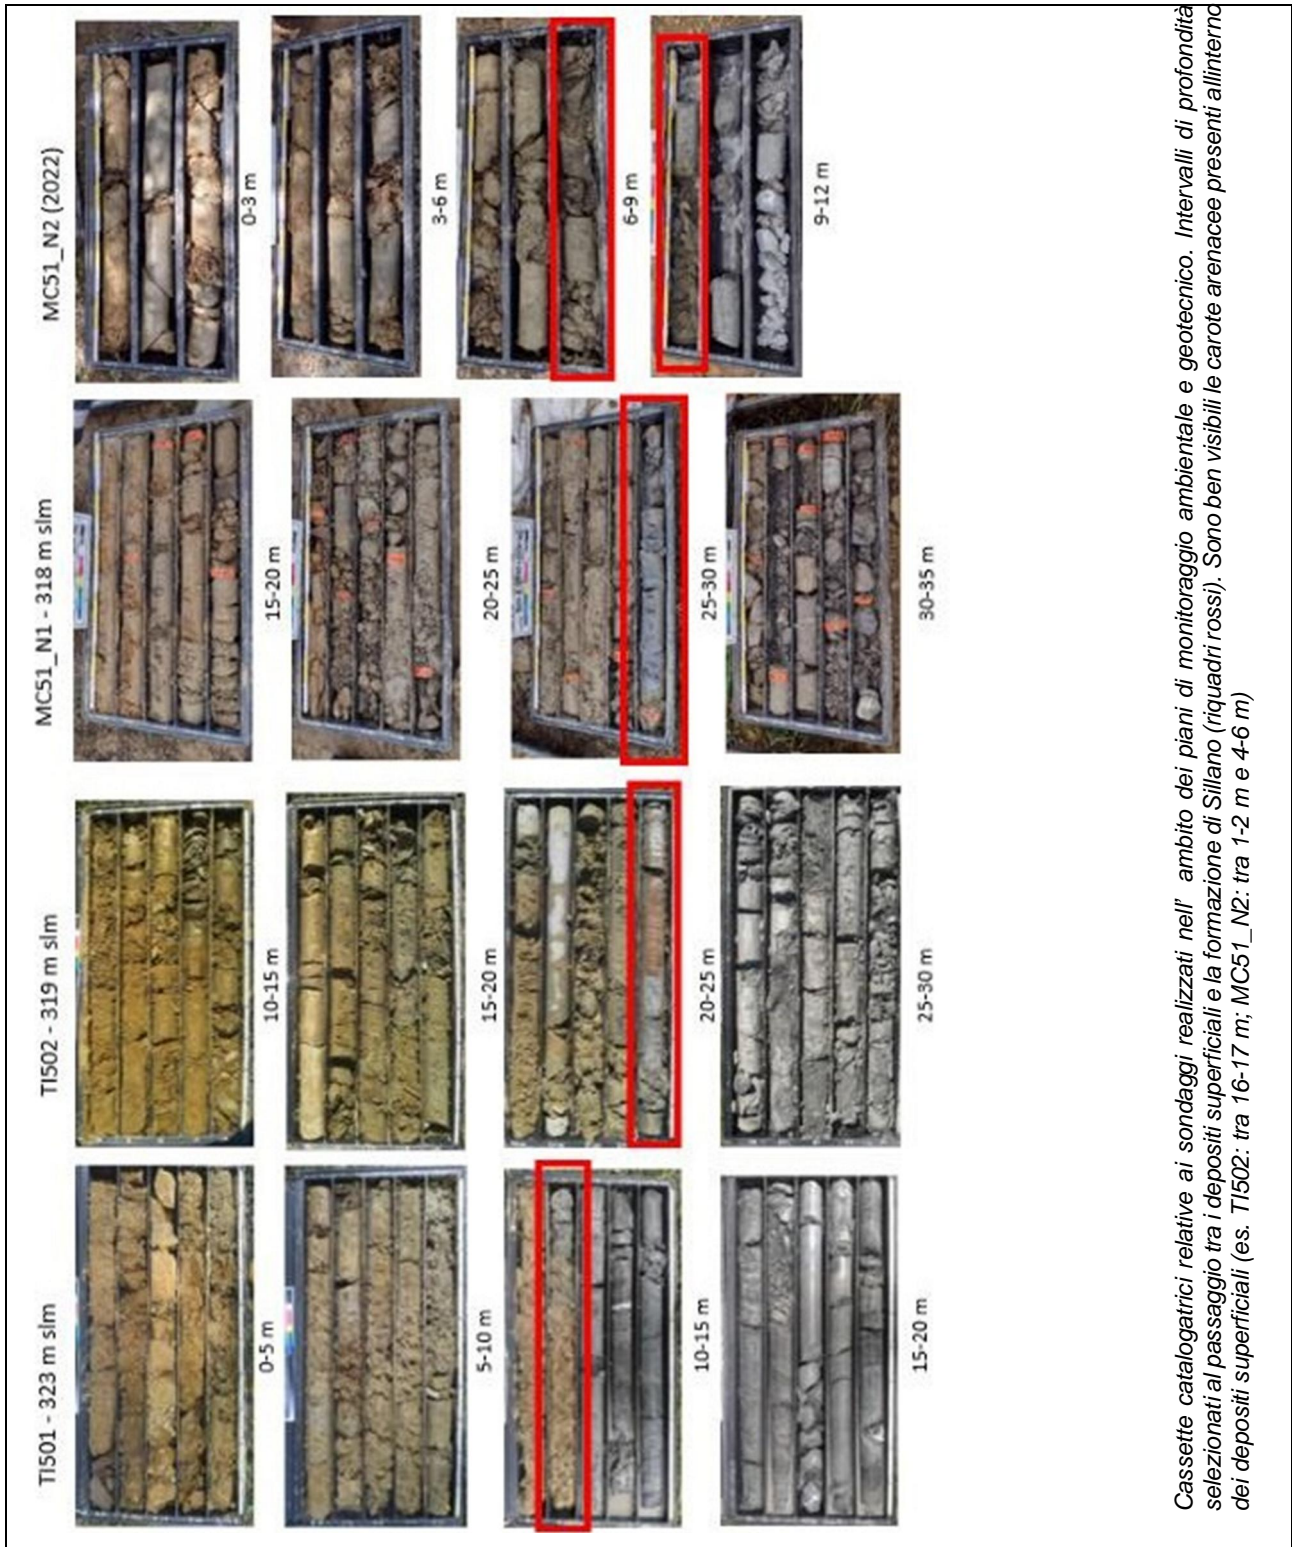 TI501 - 323 m slm
0-5 m
5-10 m
10-15 m
15-20 m
TI502 - 319 m slm
10-15 m
15-20 m
20-25 m
25-30 m
MC51_N1 - 318 m slm
15-20 m
20-25 m
25-30 m
30-35 m
MC51_N2 (2022)
0-3 m
3-6 m
6-9 m
9-12 m
Cassette catalogatrici relative ai sondaggi realizzati nell' ambito dei piani di monitoraggio ambientale e geotecnico. Intervalli di profondità
selezionati al passaggio tra i depositi superficiali e la formazione di Sillano (riquadri rossi). Sono ben visibili le carote arenacee presenti allinterno
dei depositi superficiali (es. TI502: tra 16-17 m; MC51_N2: tra 1-2 m e 4-6 m)